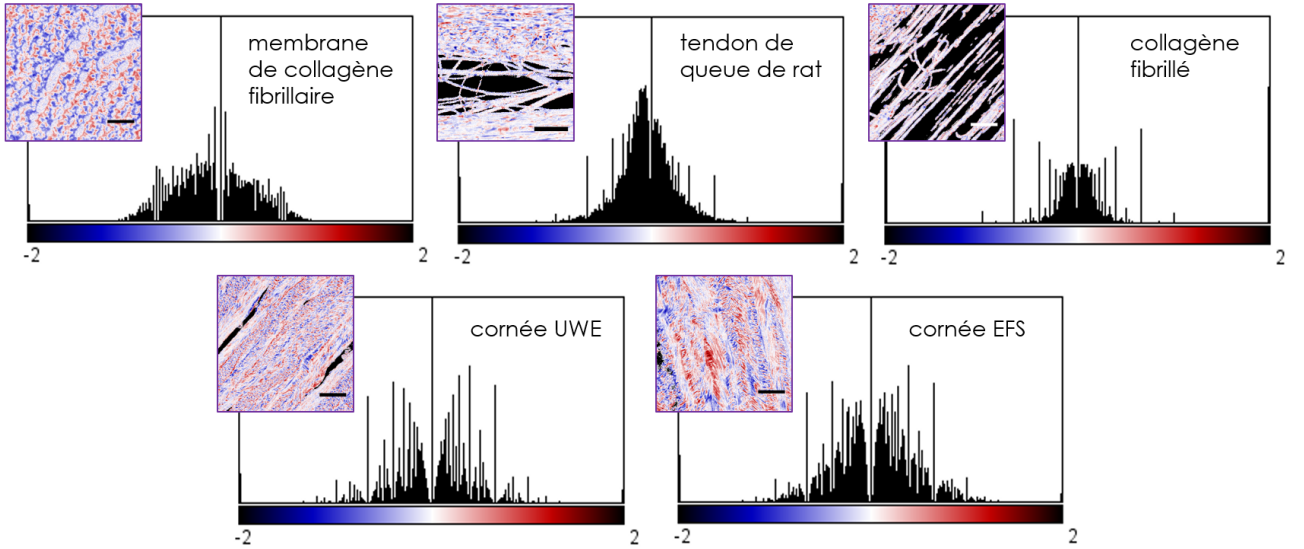 membrane
de collagène
fibrillaire
-2
2
tendon de
queue de rat
-2
2
collagène
fibrillé
-2
2
cornée UWE
-2
2
cornée EFS
-2
2